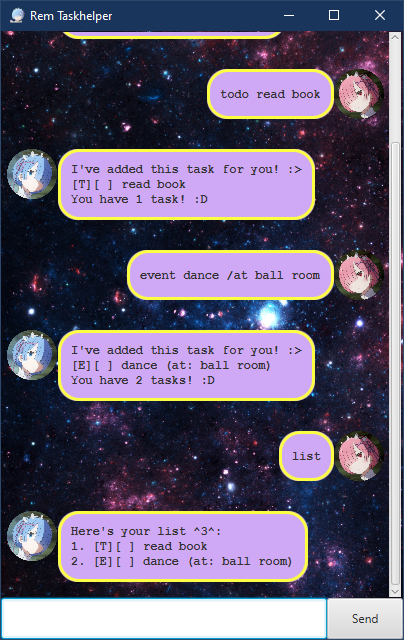 Rem Taskhelper
todo read book
I've added this task for you! :>
[T][ ] read book
You have 1 task! :D
event dance /at ball room
I've added this task for you! :>
[E][ ] dance (at: ball room)
You have 2 tasks! :D
list
Here's your list ^3^:
1. [T][ ] read book
2. [E][ ] dance (at: ball room)
Send